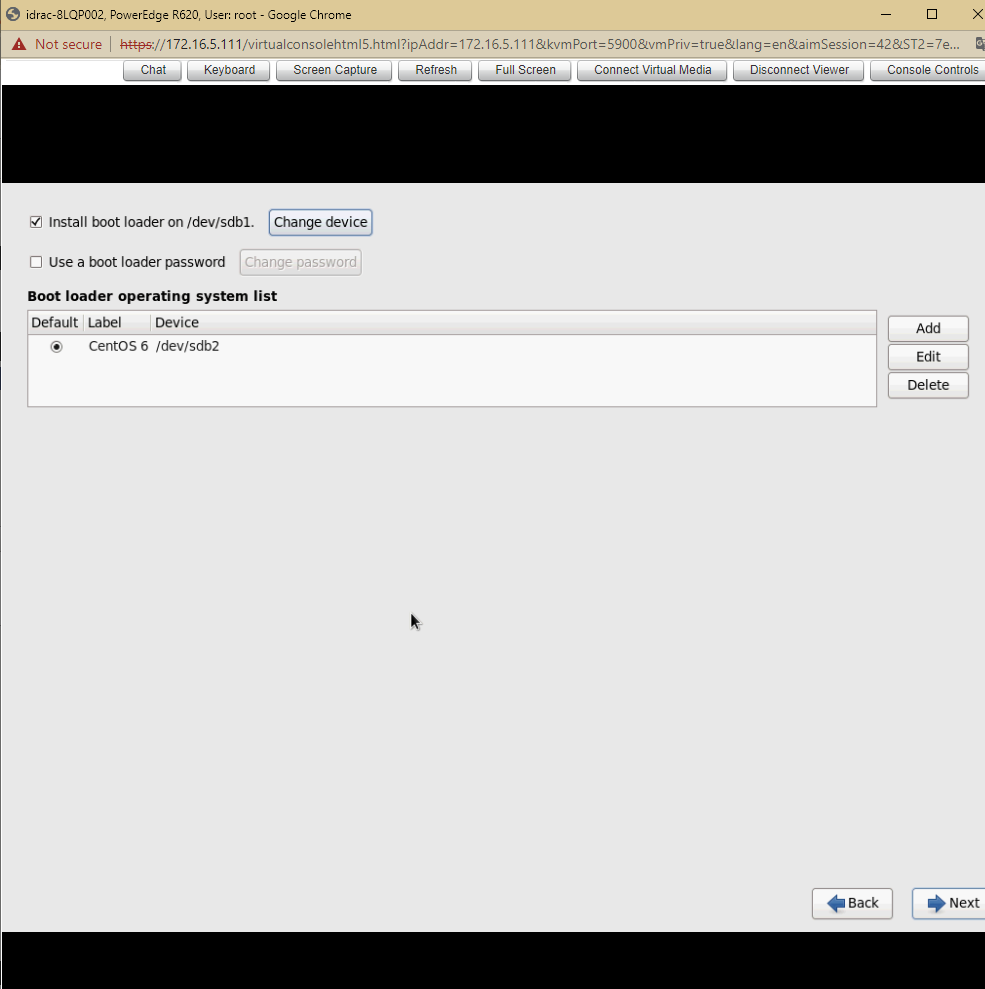 idrac-8LQP002, PowerEdge R620, User: root - Google Chrome
Not secure | https://172.16.5.111/virtualconsolehtml5.html?ipAddr=172.16.5.111&kvmPort=5900&vmPriv=true&lang=en&aimSession=42&ST2=7e...
Chat Keyboard Screen Capture Refresh Full Screen Connect Virtual Media Disconnect Viewer Console Controls
Install boot loader on /dev/sdb1. Change device
Use a boot loader password Change password
Boot loader operating system list
Default Label Device
CentOS 6 /dev/sdb2
Add
Edit
Delete
Back Next